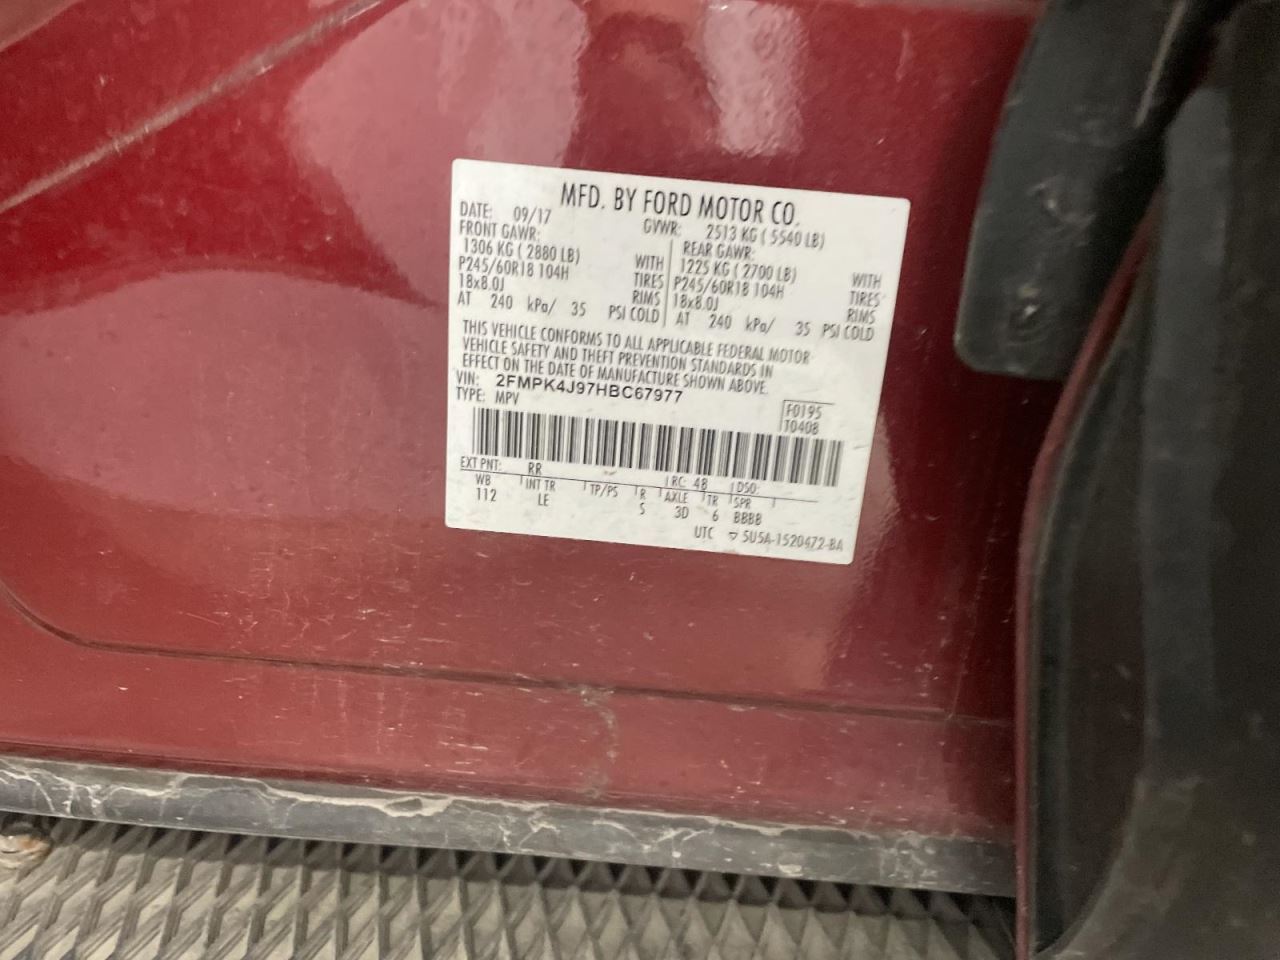 MFD. BY FORD MOTOR CO.
DATE: 09/17 GVWR: 2513 KG ( 5540 LB)
FRONT GAWR: REAR GAWR:
1306 KG ( 2880 LB) WITH 1225 KG ( 2700 LB) WITH
P245/60R18 104H TIRES P245/60R18 104H TIRES
18x8.0J RIMS 18x8.0J RIMS
AT 240 kPa/ 35 PSI COLD AT 240 kPa/ 35 PSI COLD
THIS VEHICLE CONFORMS TO ALL APPLICABLE FEDERAL MOTOR
VEHICLE SAFETY AND THEFT PREVENTION STANDARDS IN
EFFECT ON THE DATE OF MANUFACTURE SHOWN ABOVE.
VIN: 2FMPK4J97HBC67977
TYPE: MPV F0195
T0408
EXT PNT: RR RC: 48 DSO:
WB INT TR TP/PS R AXLE TR SPR
112 LE S 3D 6 BBBB
UTC ▽ 5U5A-1520472-BA